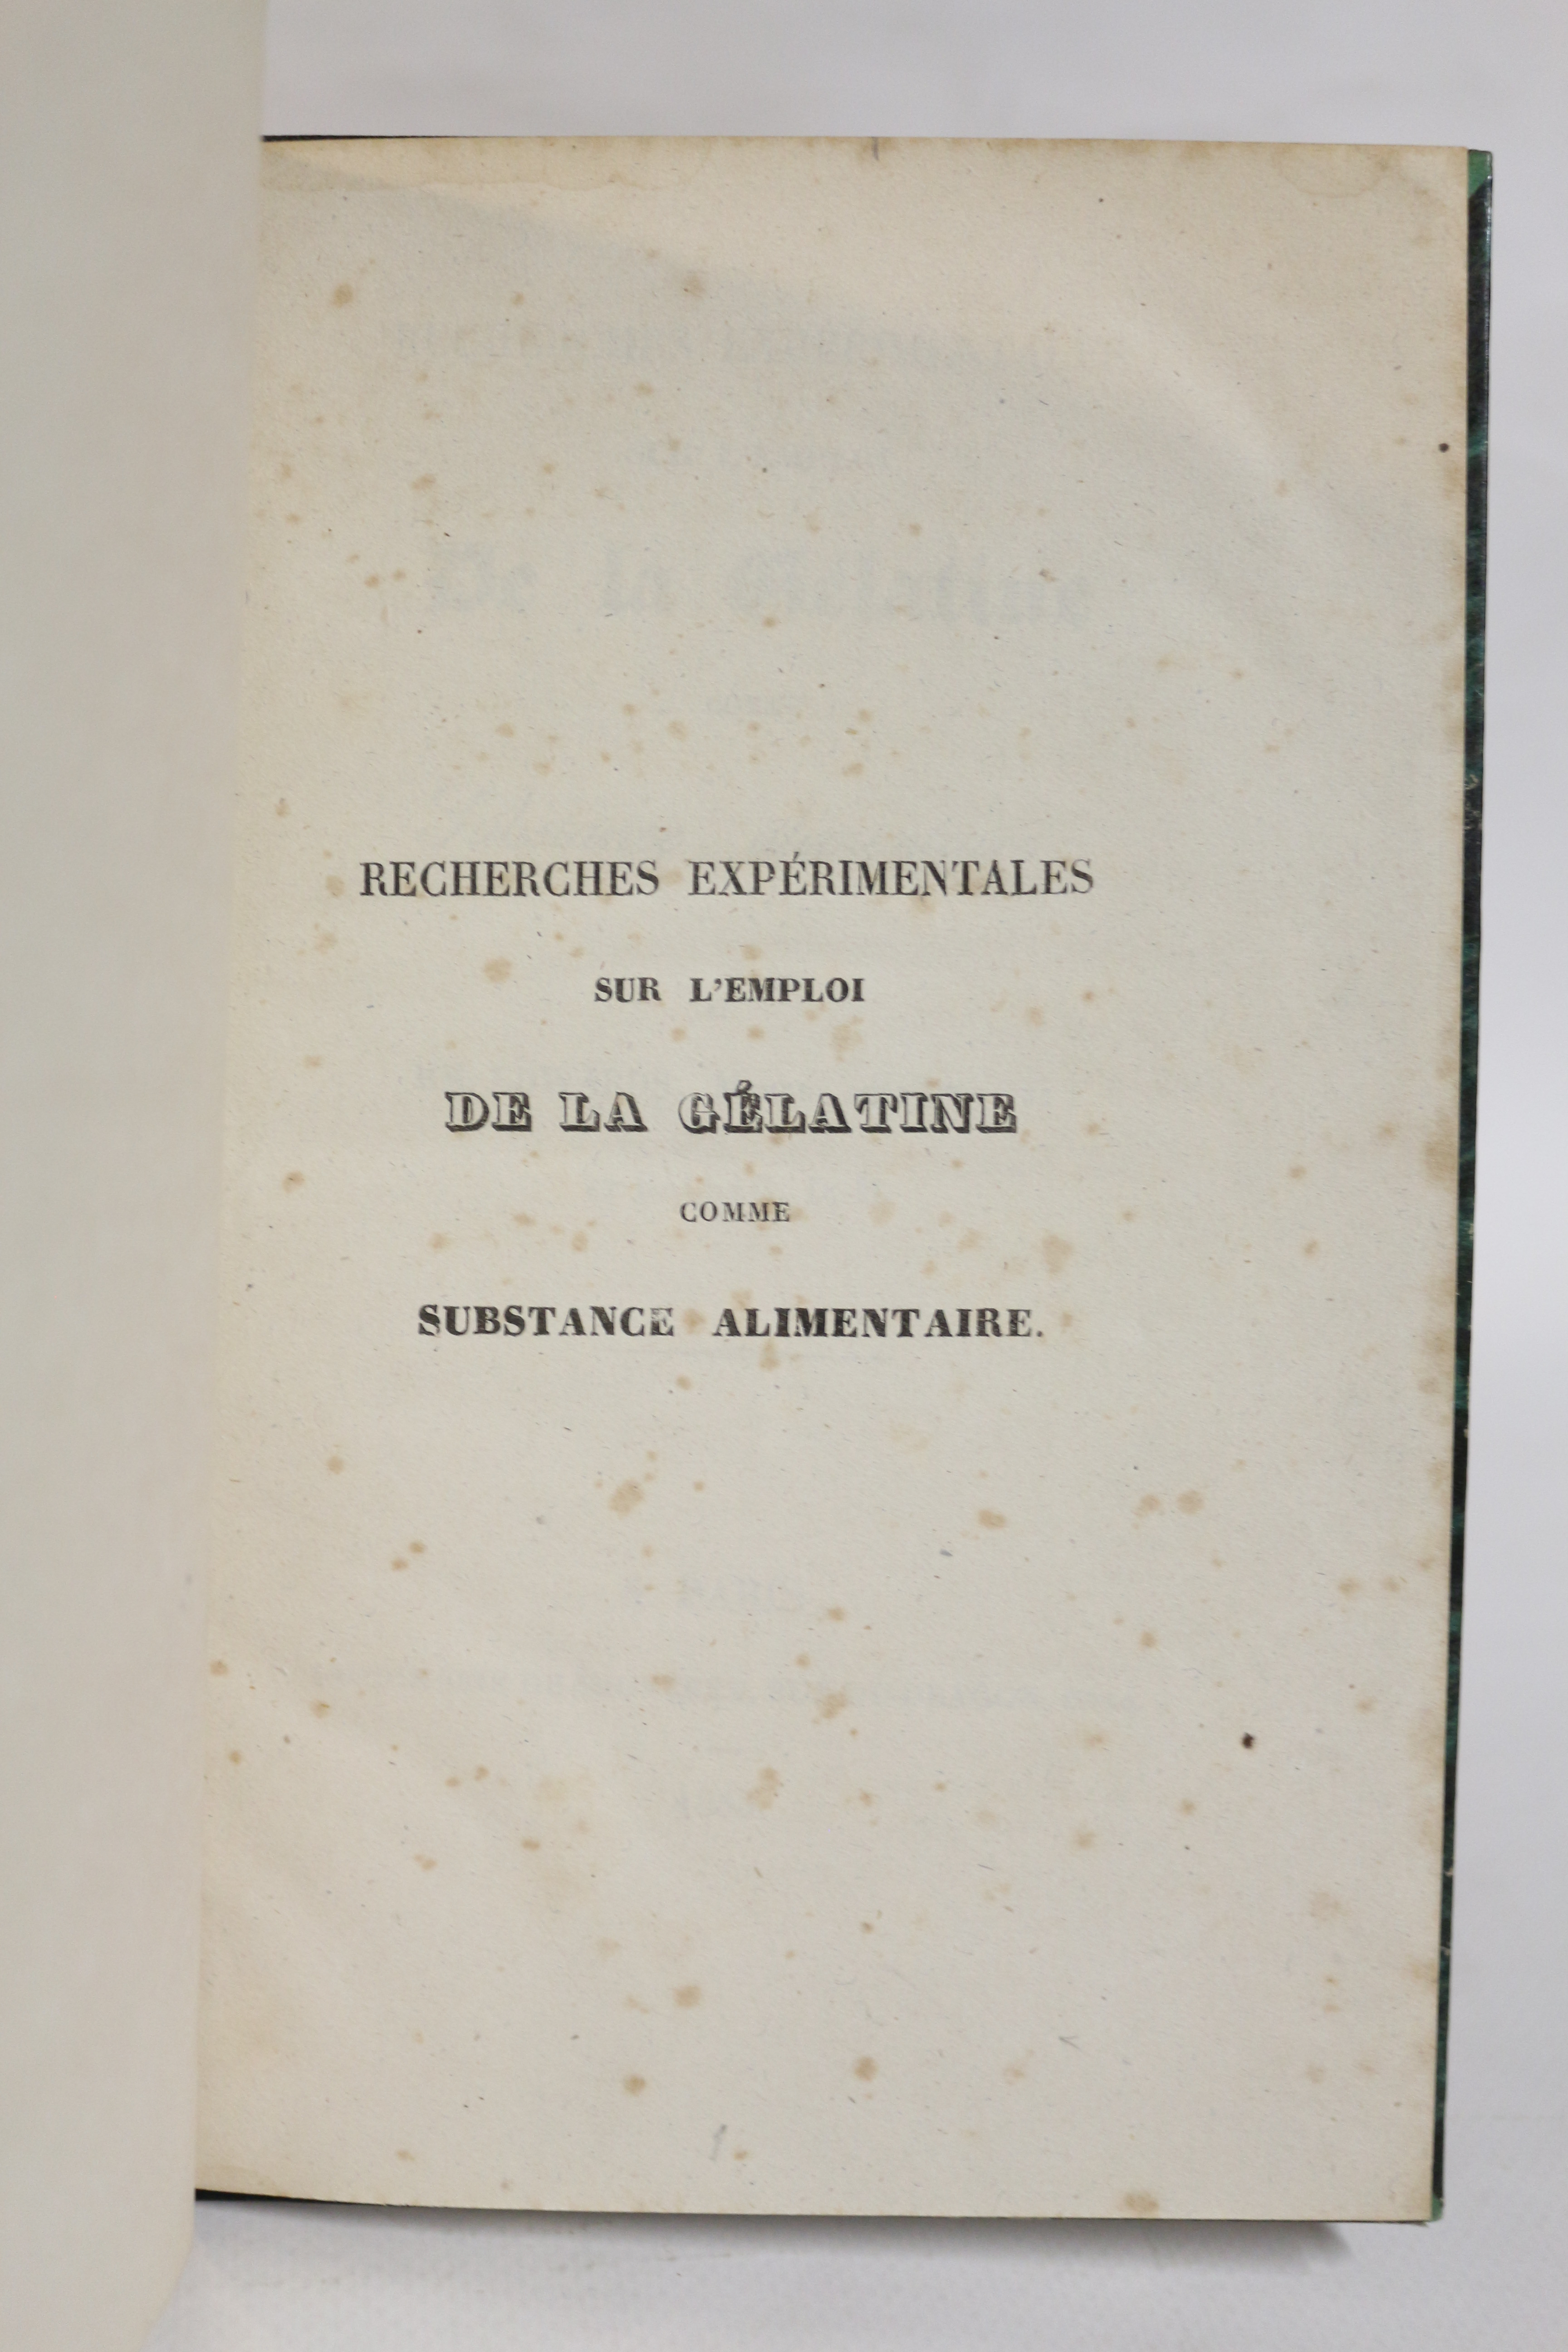 RECHERCHES EXPÉRIMENTALES
SUR L'EMPLOI
DE LA GÉLATINE
COMME
SUBSTANCE ALIMENTAIRE.